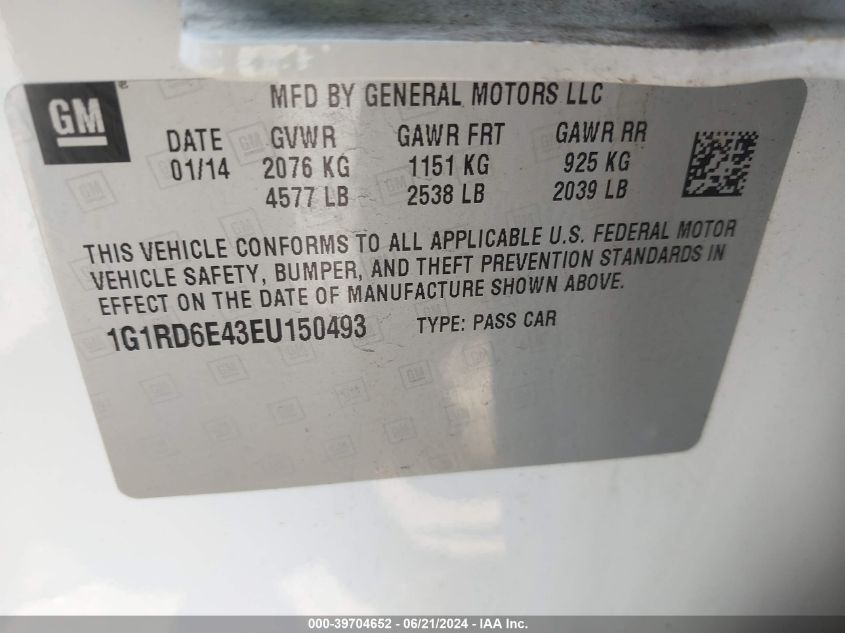 GM
®
MFD BY GENERAL MOTORS LLC
DATE GVWR GAWR FRT GAWR RR
01/14 2076 KG 1151 KG 925 KG
4577 LB 2538 LB 2039 LB
THIS VEHICLE CONFORMS TO ALL APPLICABLE U.S. FEDERAL MOTOR
VEHICLE SAFETY, BUMPER, AND THEFT PREVENTION STANDARDS IN
EFFECT ON THE DATE OF MANUFACTURE SHOWN ABOVE.
1G1RD6E43EU150493 TYPE: PASS CAR
000-39704652 - 06/21/2024 - IAA Inc.